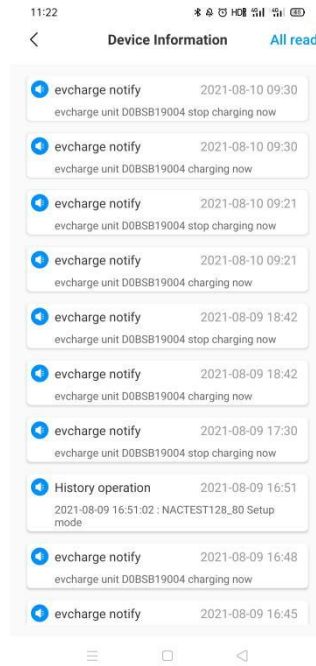 11:22
HD 4G 4G 40
Device Information All read
evcharge notify 2021-08-10 09:30
evcharge unit D0BSB19004 stop charging now
evcharge notify 2021-08-10 09:30
evcharge unit D0BSB19004 charging now
evcharge notify 2021-08-10 09:21
evcharge unit D0BSB19004 stop charging now
evcharge notify 2021-08-10 09:21
evcharge unit D0BSB19004 charging now
evcharge notify 2021-08-09 18:42
evcharge unit D0BSB19004 stop charging now
evcharge notify 2021-08-09 18:42
evcharge unit D0BSB19004 charging now
evcharge notify 2021-08-09 17:30
evcharge unit D0BSB19004 stop charging now
History operation 2021-08-09 16:51
2021-08-09 16:51:02 : NACTEST128_80 Setup
mode
evcharge notify 2021-08-09 16:48
evcharge unit D0BSB19004 charging now
evcharge notify 2021-08-09 16:45